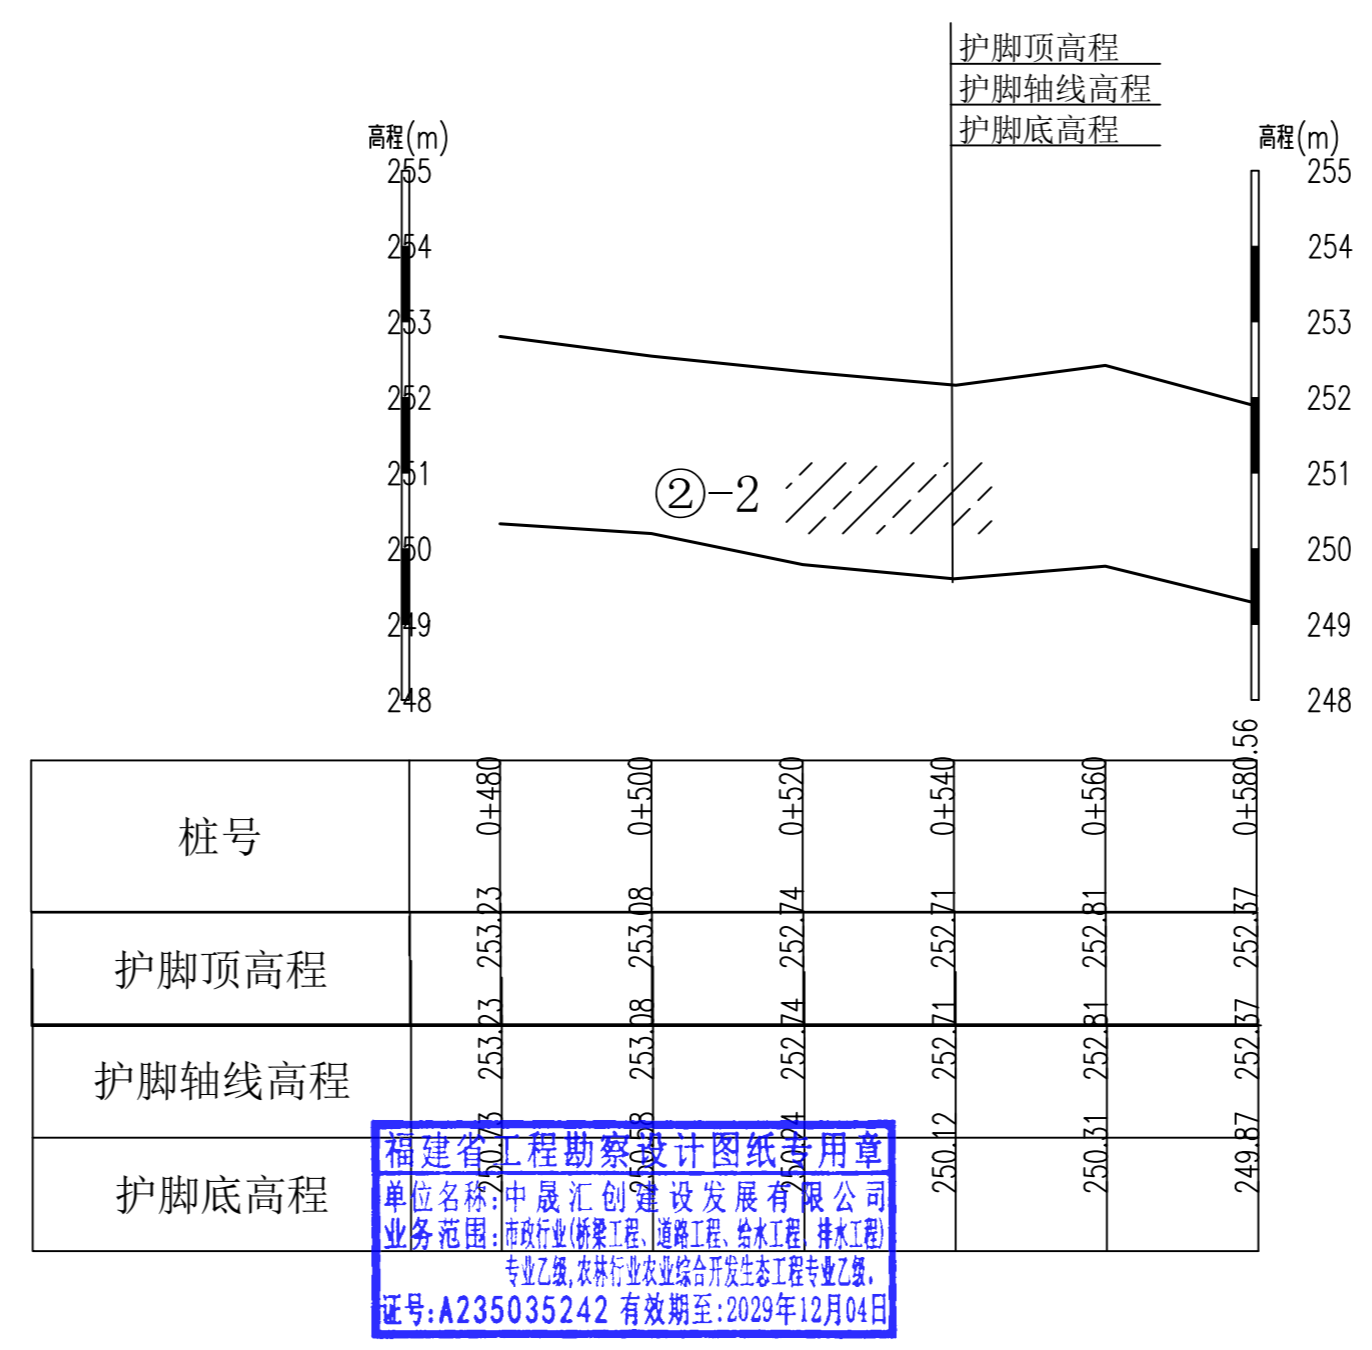 护脚顶高程
护脚轴线高程
护脚底高程
高程(m)
255
254
253
252
251
250
249
248
高程(m)
255
254
253
252
251
250
249
248
②-2
桩号 0+480 0+500 0+520 0+540 0+560 0+580.56
护脚顶高程 253.23 253.08 252.74 252.71 252.81 252.37
护脚轴线高程 253.23 253.08 252.74 252.71 252.81 252.37
护脚底高程 250.73 250.58 250.24 250.12 250.31 249.87
福建省工程勘察设计图纸专用章
单位名称:中晟汇创建设发展有限公司
业务范围:市政行业(桥梁工程、道路工程、给水工程、排水工程)
专业乙级,农林行业农业综合开发生态工程专业乙级.
证号:A235035242 有效期至:2029年12月04日